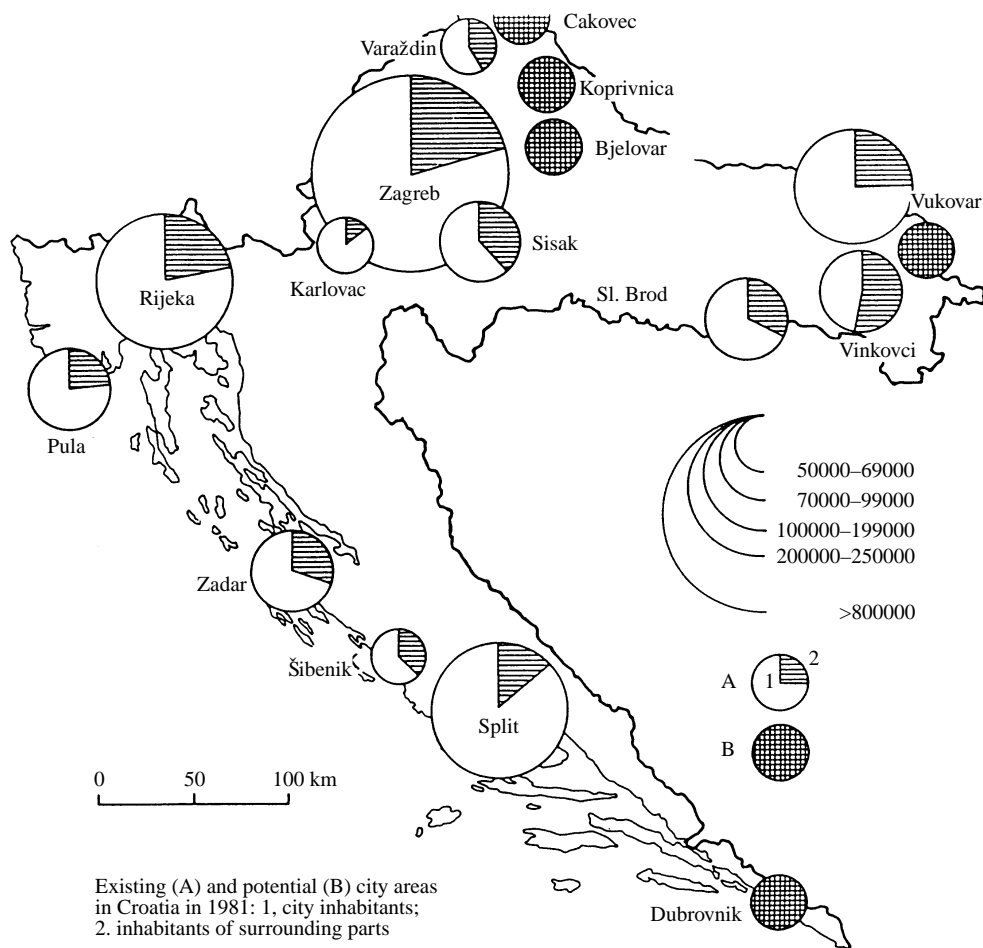 Cakovec
Varaždin
Koprivnica
Bjelovar
Zagreb
Vukovar
Sisak
Karlovac
Rijeka
Sl. Brod
Vinkovci
Pula
50000–69000
70000–99000
100000–199000
200000–250000
>800000
Zadar
Šibenik
Split
A
1
2
B
0 50 100 km
Existing (A) and potential (B) city areas
in Croatia in 1981: 1, city inhabitants;
2. inhabitants of surrounding parts
Dubrovnik